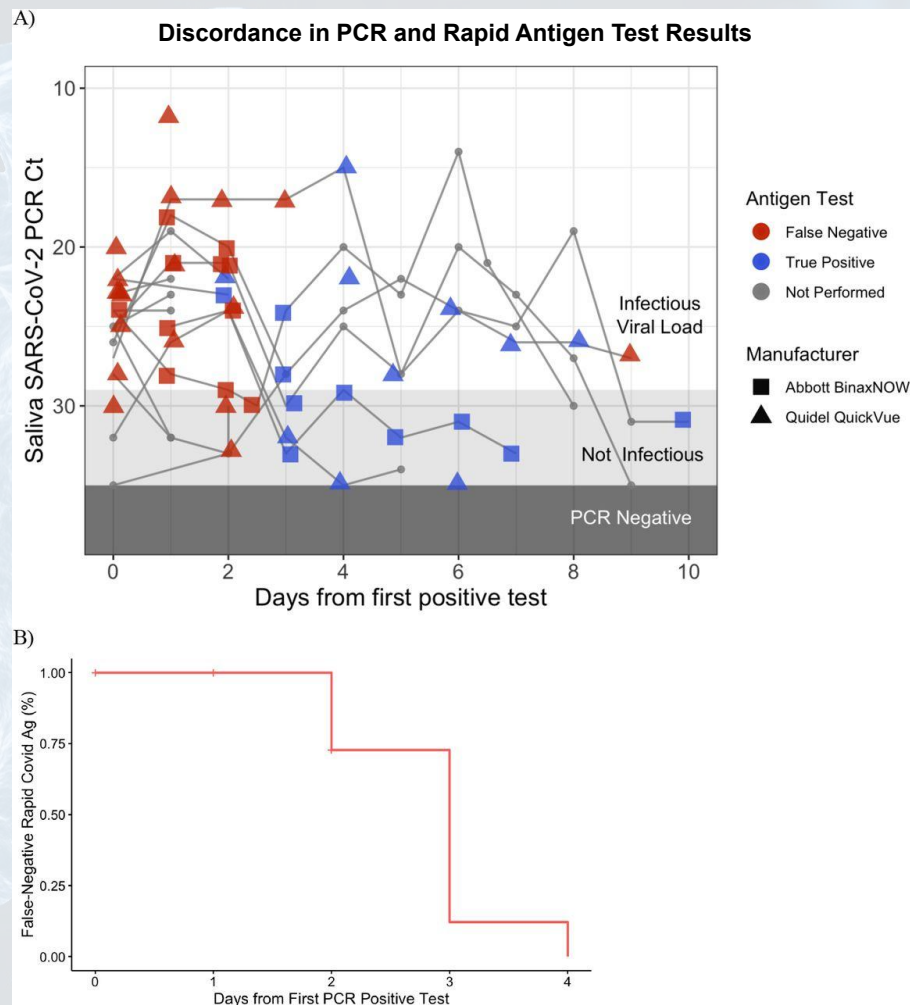 A)
Discordance in PCR and Rapid Antigen Test Results
Saliva SARS-CoV-2 PCR Ct
10
20
30
0 2 4 6 8 10
Days from first positive test
Infectious
Viral Load
Not Infectious
PCR Negative
Antigen Test
False Negative
True Positive
Not Performed
Manufacturer
Abbott BinaxNOW
Quidel QuickVue
B)
False-Negative Rapid Covid Ag (%)
1.00
0.75
0.50
0.25
0.00
0 1 2 3 4
Days from First PCR Positive Test